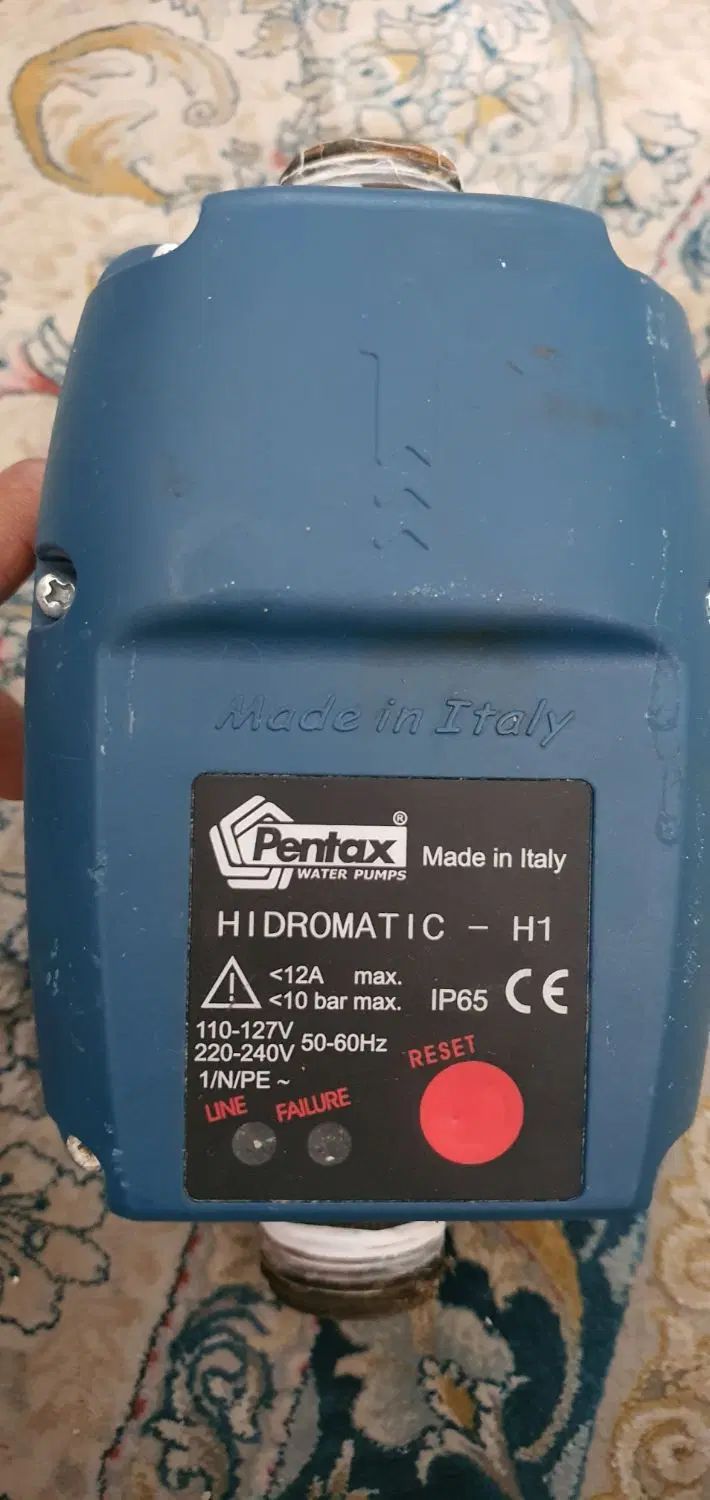 Made in Italy
Pentax®
WATER PUMPS
Made in Italy
HIDROMATIC - H1
<12A max.
<10 bar max.
IP65 CE
110-127V
220-240V 50-60Hz
1/N/PE ~
LINE FAILURE RESET